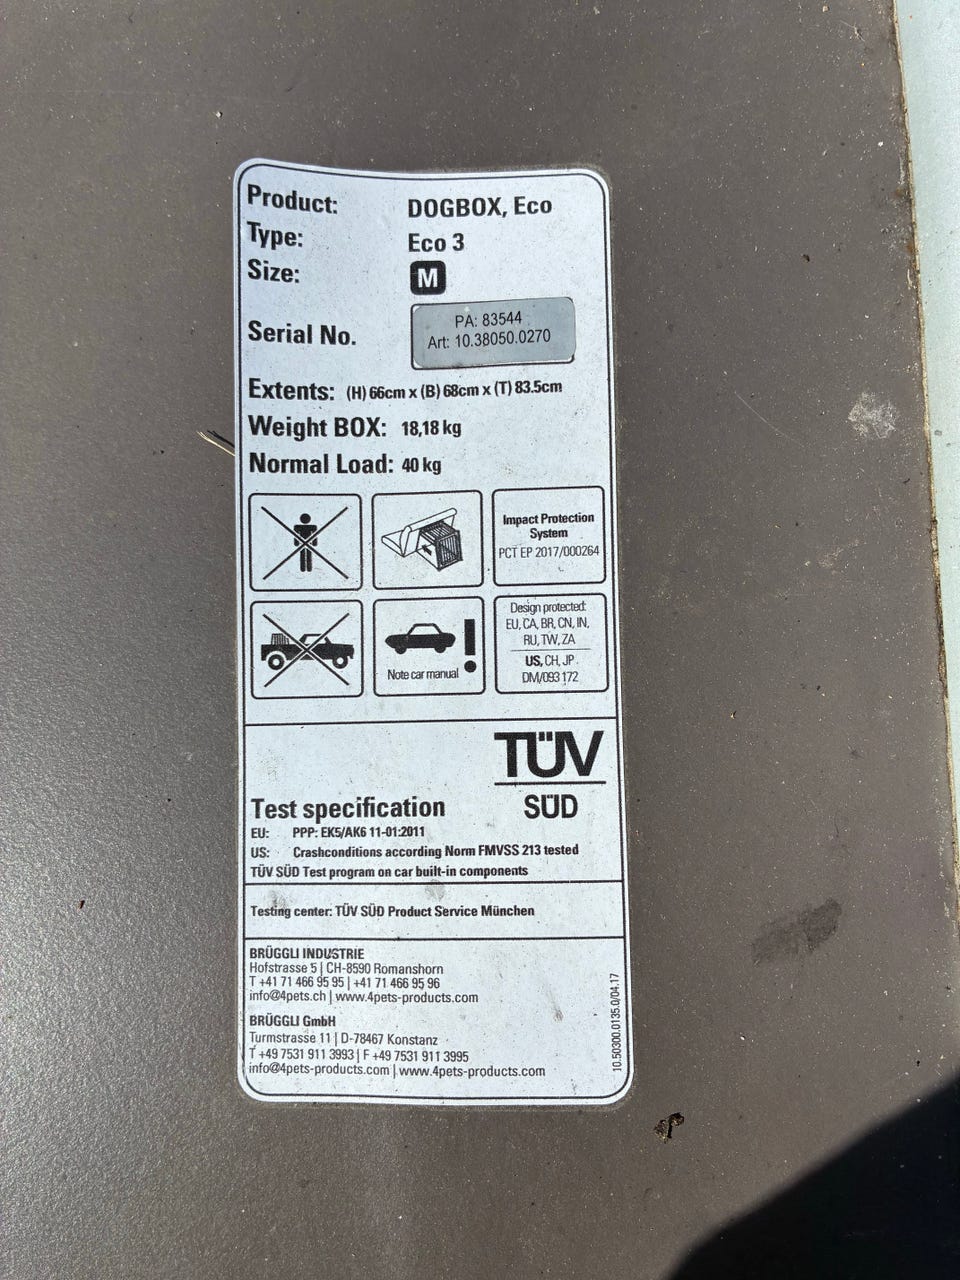 Product: DOGBOX, Eco
Type: Eco 3
Size: M
Serial No. PA: 83544
Art: 10.38050.0270
Extents: (H) 66cm x (B) 68cm x (T) 83.5cm
Weight BOX: 18,18 kg
Normal Load: 40 kg
Impact Protection
System
PCT EP 2017/000264
Note car manual
!
Design protected:
EU, CA, BR, CN, IN,
RU, TW, ZA
US, CH, JP
DM/093 172
TÜV
SÜD
Test specification
EU: PPP: EK5/AK6 11-01:2011
US: Crashconditions according Norm FMVSS 213 tested
TÜV SÜD Test program on car built-in components
Testing center: TÜV SÜD Product Service München
BRÜGGLI INDUSTRIE
Hofstrasse 5 | CH-8590 Romanshorn
T +41 71 466 95 95 | +41 71 466 95 96
info@4pets.ch | www.4pets-products.com
BRÜGGLI GmbH
Turmstrasse 11 | D-78467 Konstanz
T +49 7531 911 3993 | F +49 7531 911 3995
info@4pets-products.com | www.4pets-products.com
10.50300.0135.0/04.17